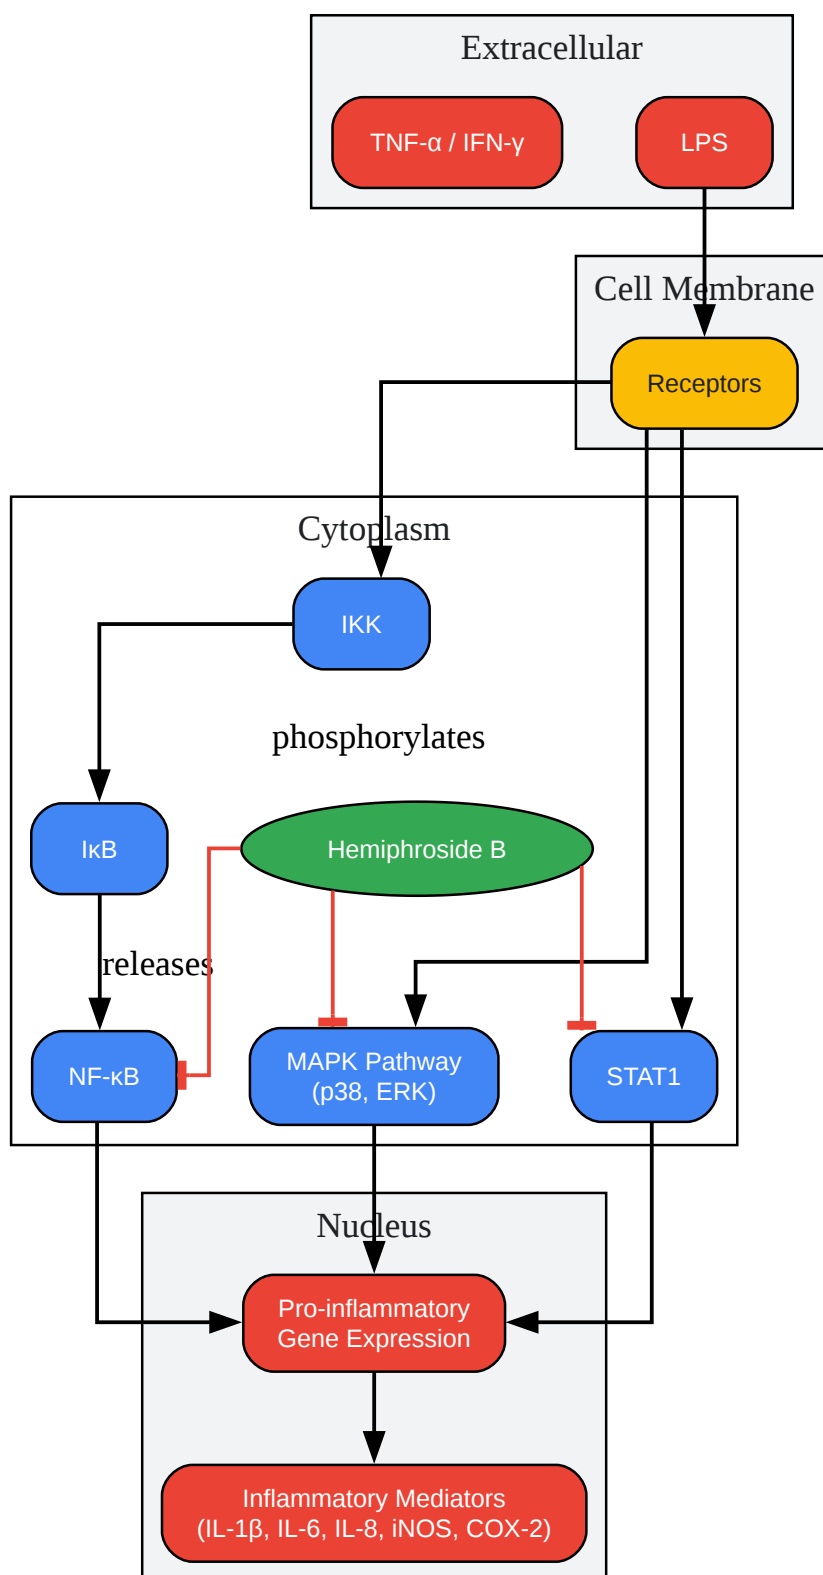 Extracellular
TNF-α / IFN-γ
LPS
Cell Membrane
Receptors
Cytoplasm
IKK
phosphorylates
IκB
Hemiphroside B
releases
NF-κB
MAPK Pathway
(p38, ERK)
STAT1
Nucleus
Pro-inflammatory
Gene Expression
Inflammatory Mediators
(IL-1β, IL-6, IL-8, iNOS, COX-2)